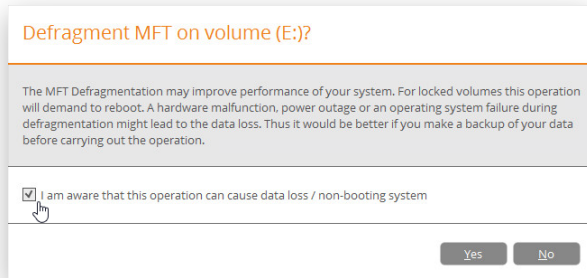 Defragment MFT on volume (E:)?
The MFT Defragmentation may improve performance of your system. For locked volumes this operation
will demand to reboot. A hardware malfunction, power outage or an operating system failure during
defragmentation might lead to the data loss. Thus it would be better if you make a backup of your data
before carrying out the operation.
I am aware that this operation can cause data loss / non-booting system
Yes No